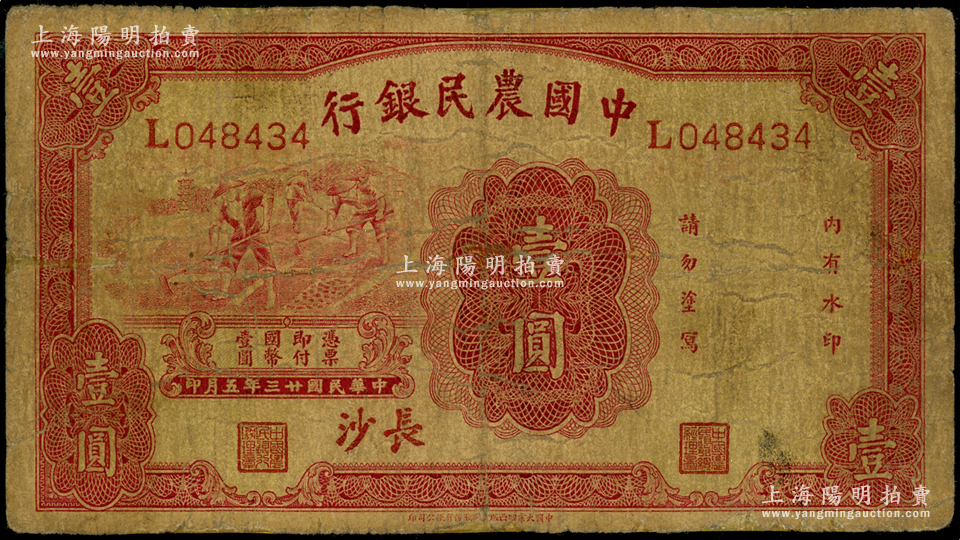 上海陽明拍賣
www.yangmingauction.com
壹
壹
中國農民銀行
L048434
L048434
內有水印
請勿塗寫
壹圓
上海陽明拍賣
www.yangmingauction.com
憑票
即付
國幣
壹圓
中華民國廿三年五月印
長沙
壹圓
壹
上海陽明拍賣
www.yangmingauction.com